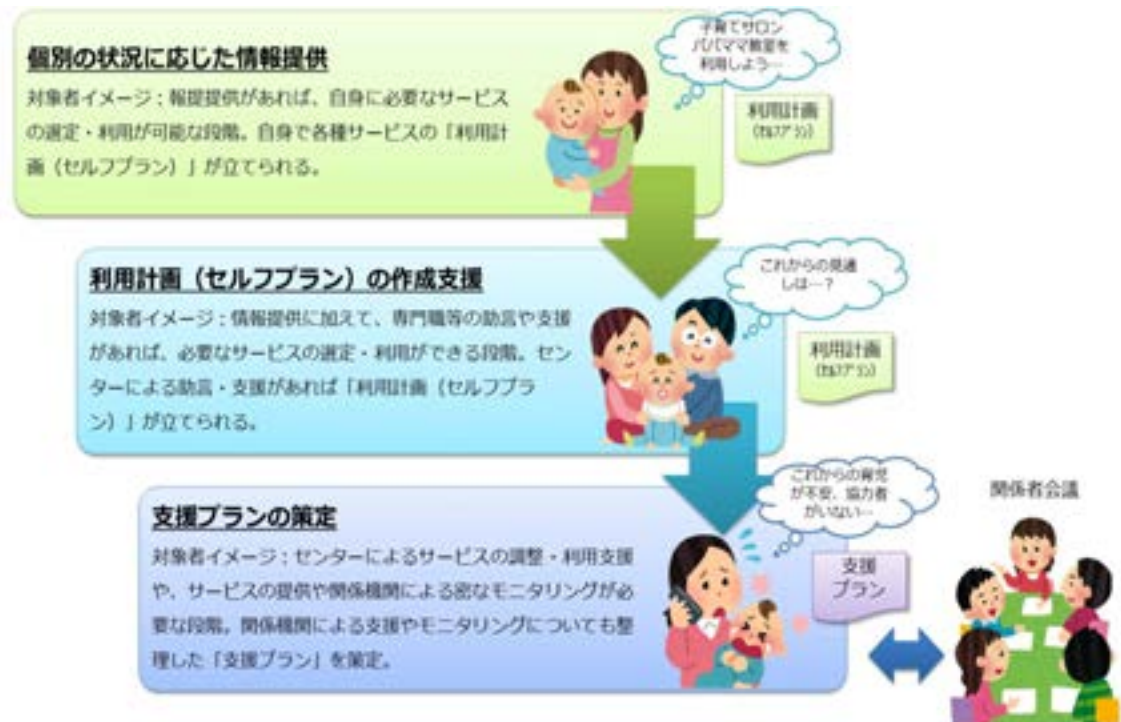 個別の状況に応じた情報提供
対象者イメージ：報提提供があれば、自身に必要なサービス
の選定・利用が可能な段階。自身で各種サービスの「利用計
画（セルフプラン）」が立てられる。
子育てサロン
パパママ教室を
利用しよう…
利用計画
（セルフプラン）
利用計画（セルフプラン）の作成支援
対象者イメージ：情報提供に加えて、専門職等の助言や支援
があれば、必要なサービスの選定・利用ができる段階。セン
ターによる助言・支援があれば「利用計画（セルフプラ
ン）」が立てられる。
これからの見通
しは…？
利用計画
（セルフプラン）
支援プランの策定
対象者イメージ：センターによるサービスの調整・利用支援
や、サービスの提供や関係機関による密なモニタリングが必
要な段階。関係機関による支援やモニタリングについても整
理した「支援プラン」を策定。
これからの育児
が不安、協力者
がいない…
支援
プラン
関係者会議